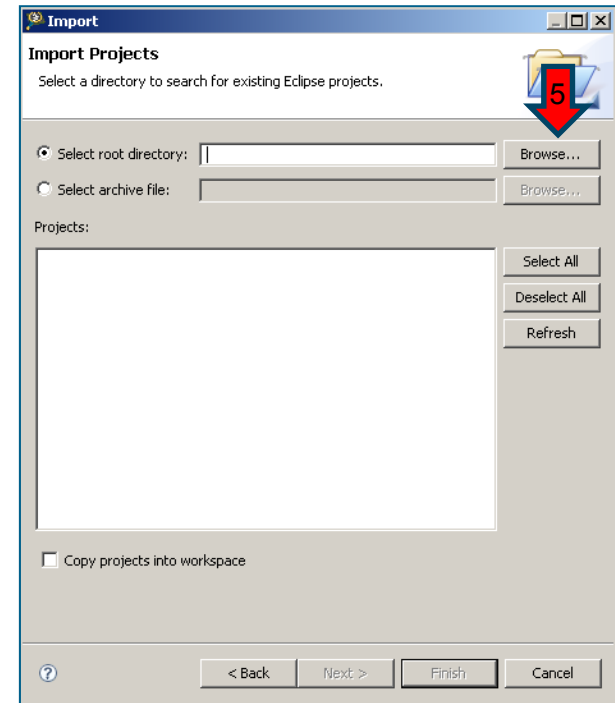 Import
Import Projects
Select a directory to search for existing Eclipse projects.
5
Select root directory: Browse...
Select archive file: Browse...
Projects:
Select All
Deselect All
Refresh
Copy projects into workspace
? < Back Next > Finish Cancel